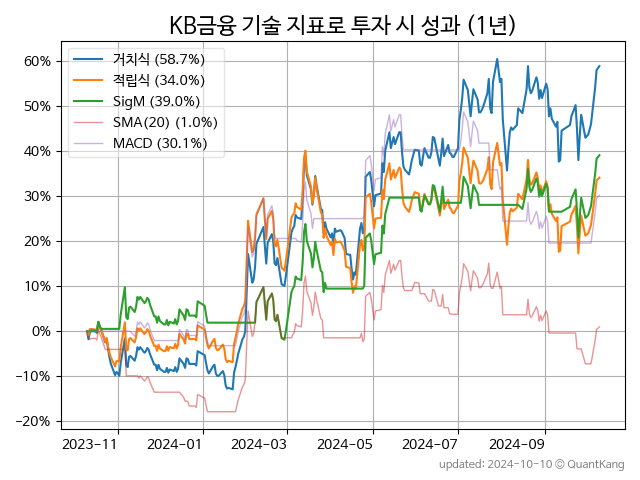 KB금융 기술 지표로 투자 시 성과 (1년)
거치식 (58.7%)
적립식 (34.0%)
SigM (39.0%)
SMA(20) (1.0%)
MACD (30.1%)
60%
50%
40%
30%
20%
10%
0%
−10%
−20%
2023-11 2024-01 2024-03 2024-05 2024-07 2024-09
updated: 2024-10-10 © QuantKang